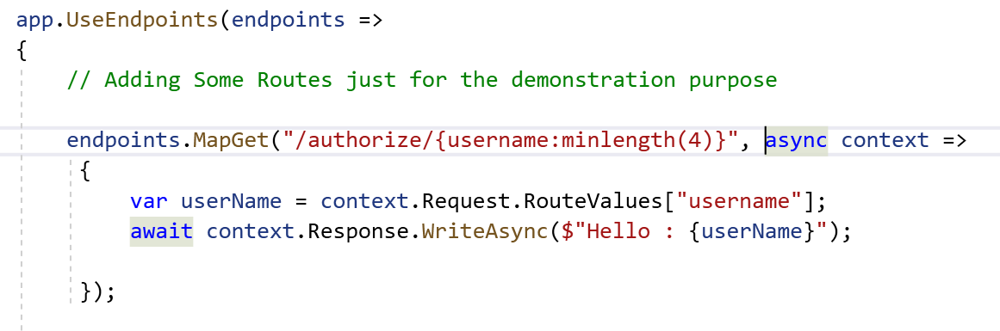 app.UseEndpoints(endpoints =>
{
// Adding Some Routes just for the demonstration purpose
endpoints.MapGet("/authorize/{username:minlength(4)}", async context =>
{
var userName = context.Request.RouteValues["username"];
await context.Response.WriteAsync($"Hello : {userName}");
});